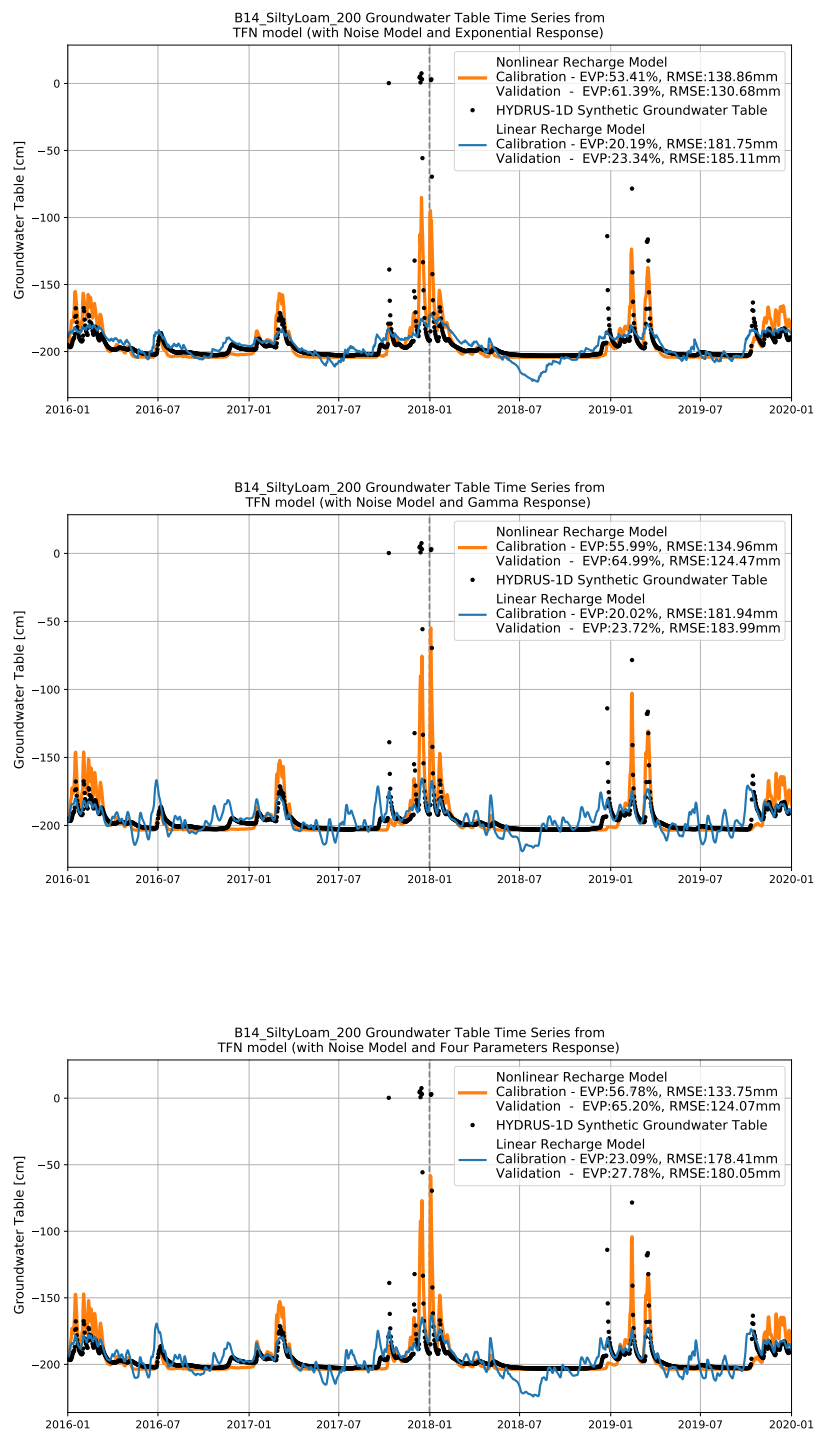 B14_SiltyLoam_200 Groundwater Table Time Series from
TFN model (with Noise Model and Exponential Response)
Nonlinear Recharge Model
Calibration - EVP:53.41%, RMSE:138.86mm
Validation - EVP:61.39%, RMSE:130.68mm
HYDRUS-1D Synthetic Groundwater Table
Linear Recharge Model
Calibration - EVP:20.19%, RMSE:181.75mm
Validation - EVP:23.34%, RMSE:185.11mm
Groundwater Table [cm]
0
−50
−100
−150
−200
2016-01 2016-07 2017-01 2017-07 2018-01 2018-07 2019-01 2019-07 2020-01
B14_SiltyLoam_200 Groundwater Table Time Series from
TFN model (with Noise Model and Gamma Response)
Nonlinear Recharge Model
Calibration - EVP:55.99%, RMSE:134.96mm
Validation - EVP:64.99%, RMSE:124.47mm
HYDRUS-1D Synthetic Groundwater Table
Linear Recharge Model
Calibration - EVP:20.02%, RMSE:181.94mm
Validation - EVP:23.72%, RMSE:183.99mm
Groundwater Table [cm]
0
−50
−100
−150
−200
2016-01 2016-07 2017-01 2017-07 2018-01 2018-07 2019-01 2019-07 2020-01
B14_SiltyLoam_200 Groundwater Table Time Series from
TFN model (with Noise Model and Four Parameters Response)
Nonlinear Recharge Model
Calibration - EVP:56.78%, RMSE:133.75mm
Validation - EVP:65.20%, RMSE:124.07mm
HYDRUS-1D Synthetic Groundwater Table
Linear Recharge Model
Calibration - EVP:23.09%, RMSE:178.41mm
Validation - EVP:27.78%, RMSE:180.05mm
Groundwater Table [cm]
0
−50
−100
−150
−200
2016-01 2016-07 2017-01 2017-07 2018-01 2018-07 2019-01 2019-07 2020-01